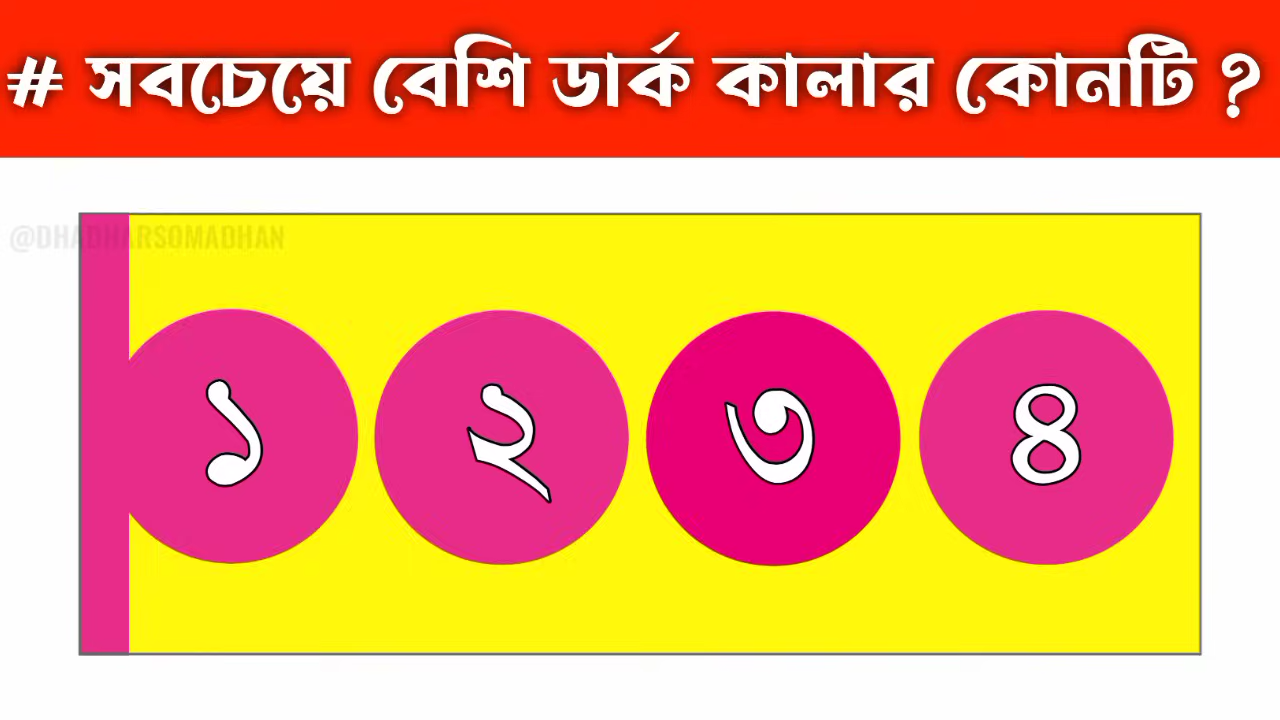 # সবচেয়ে বেশি ডার্ক কালার কোনটি ?
@DHADHARSOMADHAN
১ ২ ৩ ৪